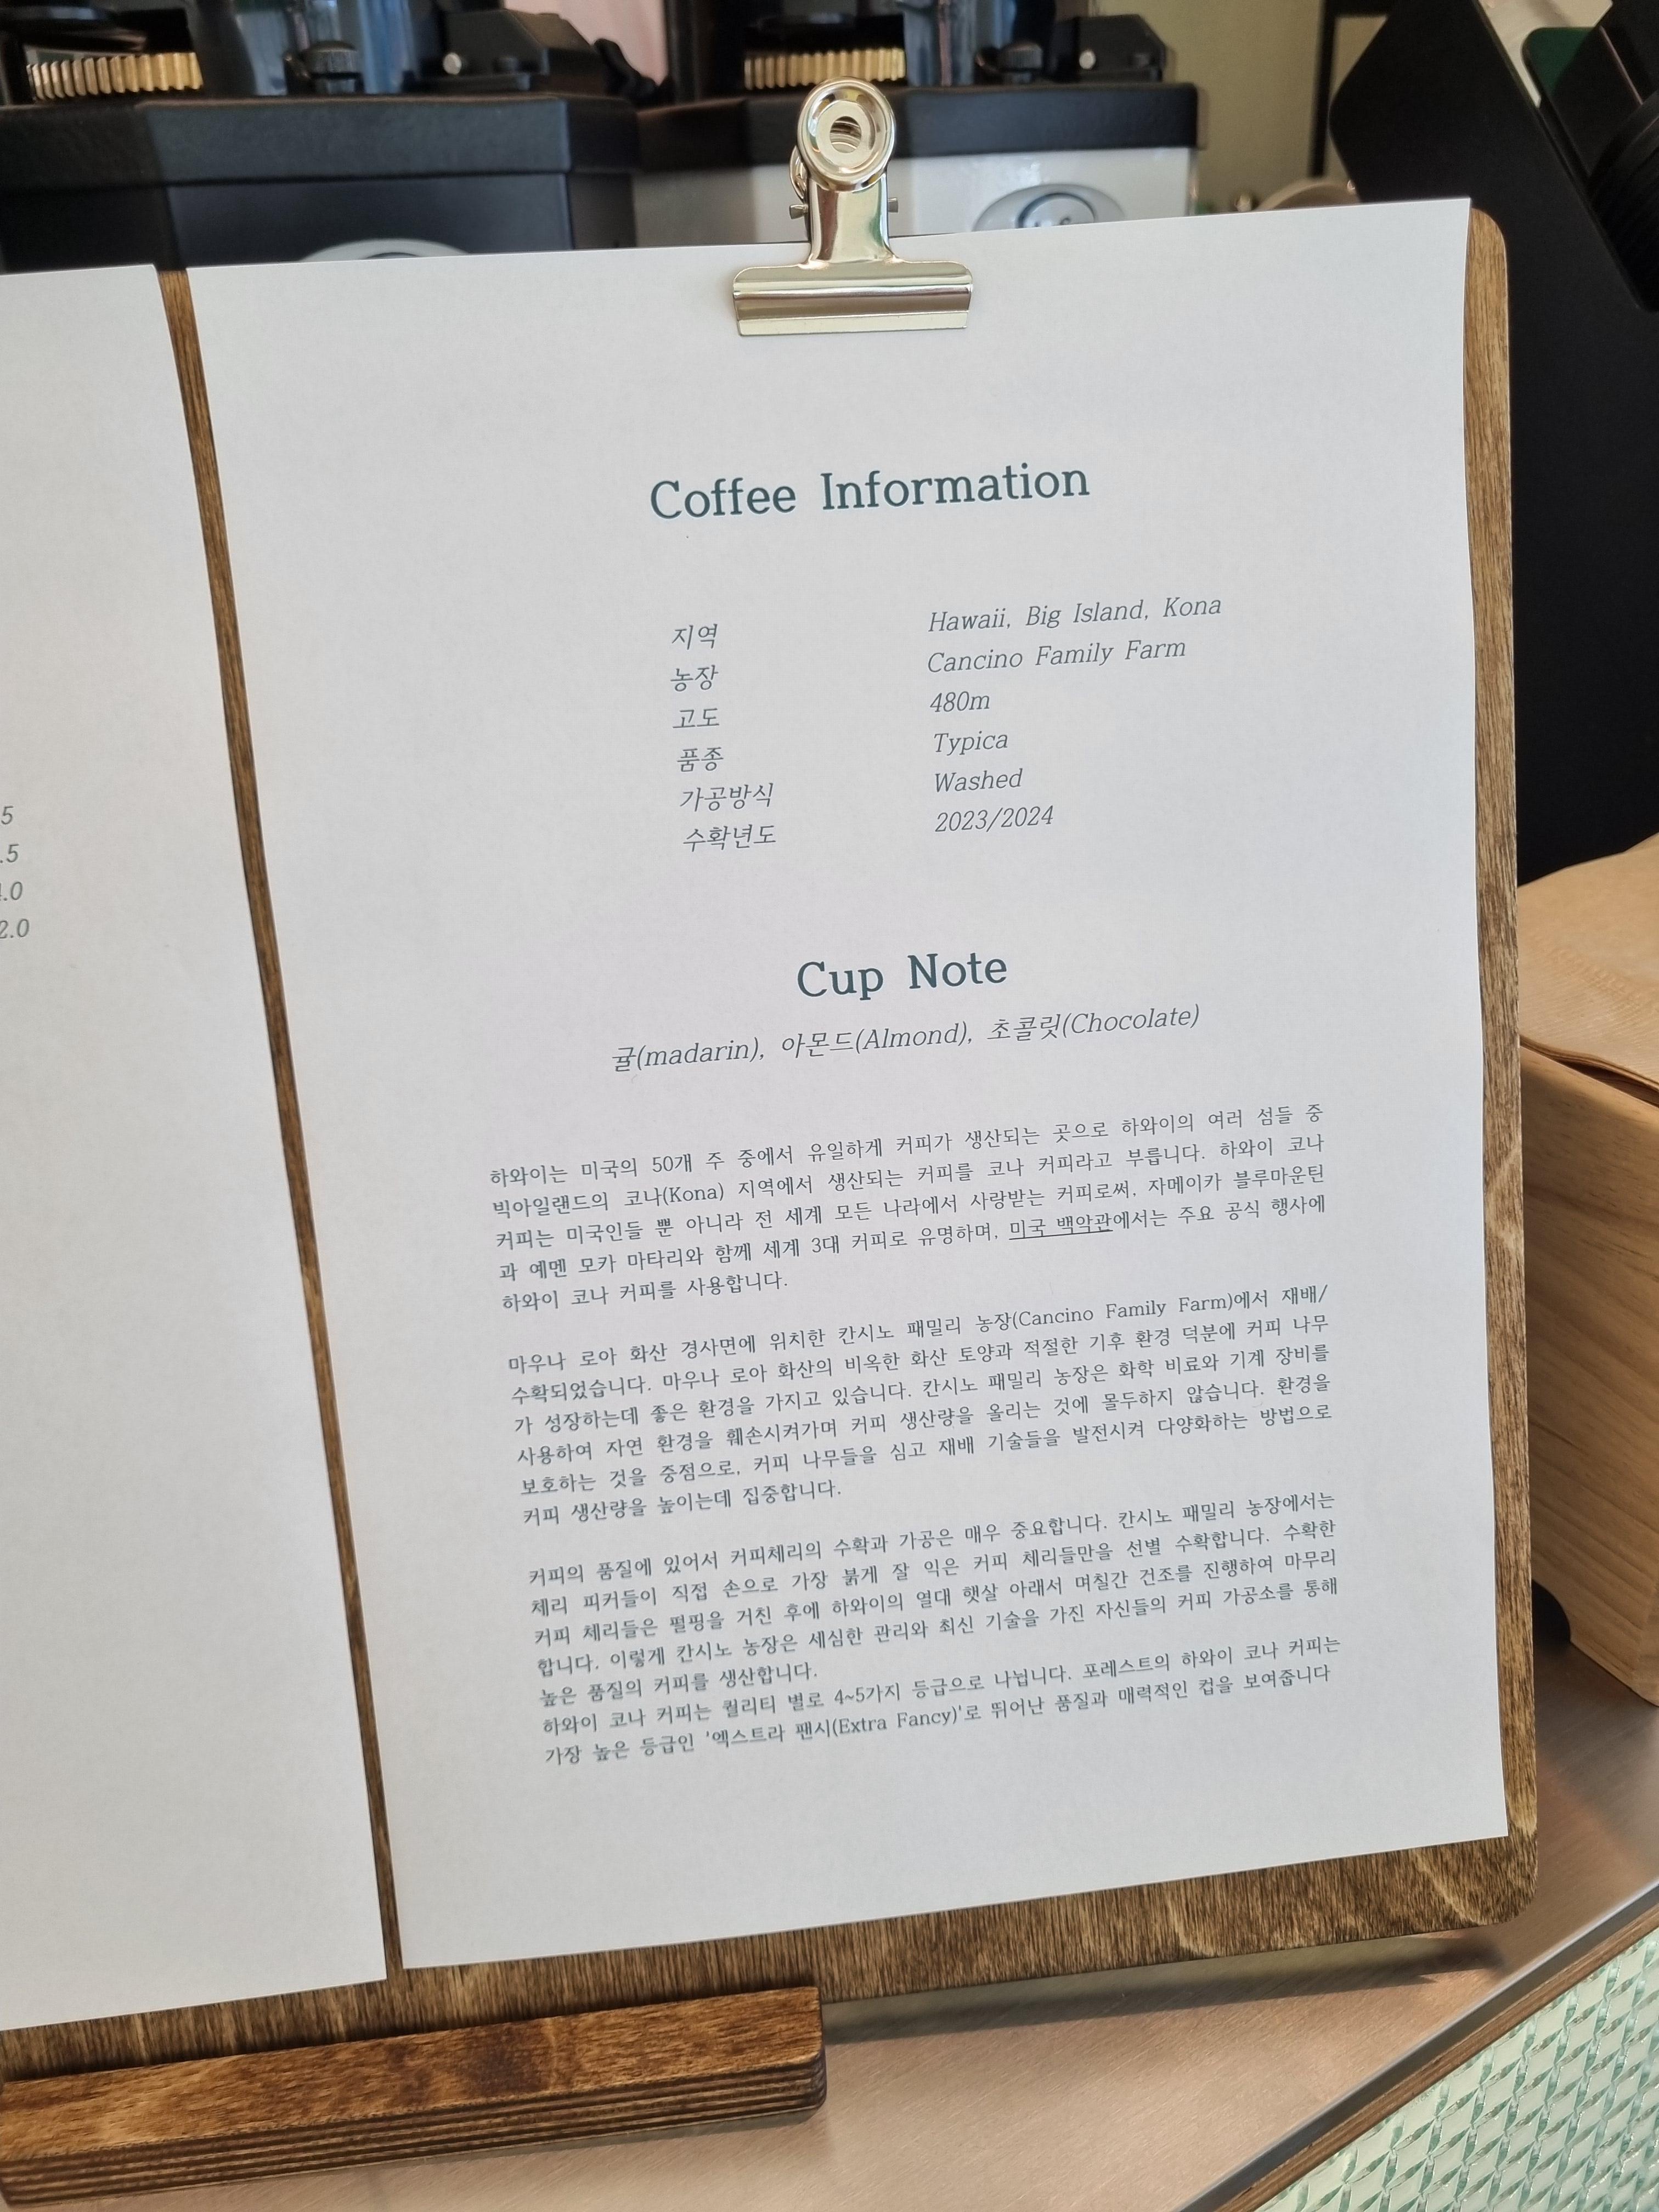 5
.5
.0
2.0
Coffee Information
지역 Hawaii, Big Island, Kona
농장 Cancino Family Farm
고도 480m
품종 Typica
가공방식 Washed
수확년도 2023/2024
Cup Note
귤(madarin), 아몬드(Almond), 초콜릿(Chocolate)
하와이는 미국의 50개 주 중에서 유일하게 커피가 생산되는 곳으로 하와이의 여러 섬들 중
빅아일랜드의 코나(Kona) 지역에서 생산되는 커피를 코나 커피라고 부릅니다. 하와이 코나
커피는 미국인들 뿐 아니라 전 세계 모든 나라에서 사랑받는 커피로써, 자메이카 블루마운틴
과 예멘 모카 마타리와 함께 세계 3대 커피로 유명하며, 미국 백악관에서는 주요 공식 행사에
하와이 코나 커피를 사용합니다.
마우나 로아 화산 경사면에 위치한 칸시노 패밀리 농장(Cancino Family Farm)에서 재배/
수확되었습니다. 마우나 로아 화산의 비옥한 화산 토양과 적절한 기후 환경 덕분에 커피 나무
가 성장하는데 좋은 환경을 가지고 있습니다. 칸시노 패밀리 농장은 화학 비료와 기계 장비를
사용하여 자연 환경을 훼손시켜가며 커피 생산량을 올리는 것에 몰두하지 않습니다. 환경을
보호하는 것을 중점으로, 커피 나무들을 심고 재배 기술들을 발전시켜 다양화하는 방법으로
커피 생산량을 높이는데 집중합니다.
커피의 품질에 있어서 커피체리의 수확과 가공은 매우 중요합니다. 칸시노 패밀리 농장에서는
체리 피커들이 직접 손으로 가장 붉게 잘 익은 커피 체리들만을 선별 수확합니다. 수확한
커피 체리들은 펄핑을 거친 후에 하와이의 열대 햇살 아래서 며칠간 건조를 진행하여 마무리
합니다. 이렇게 칸시노 농장은 세심한 관리와 최신 기술을 가진 자신들의 커피 가공소를 통해
높은 품질의 커피를 생산합니다.
하와이 코나 커피는 퀄리티 별로 4~5가지 등급으로 나뉩니다. 포레스트의 하와이 코나 커피는
가장 높은 등급인 '엑스트라 팬시(Extra Fancy)'로 뛰어난 품질과 매력적인 컵을 보여줍니다